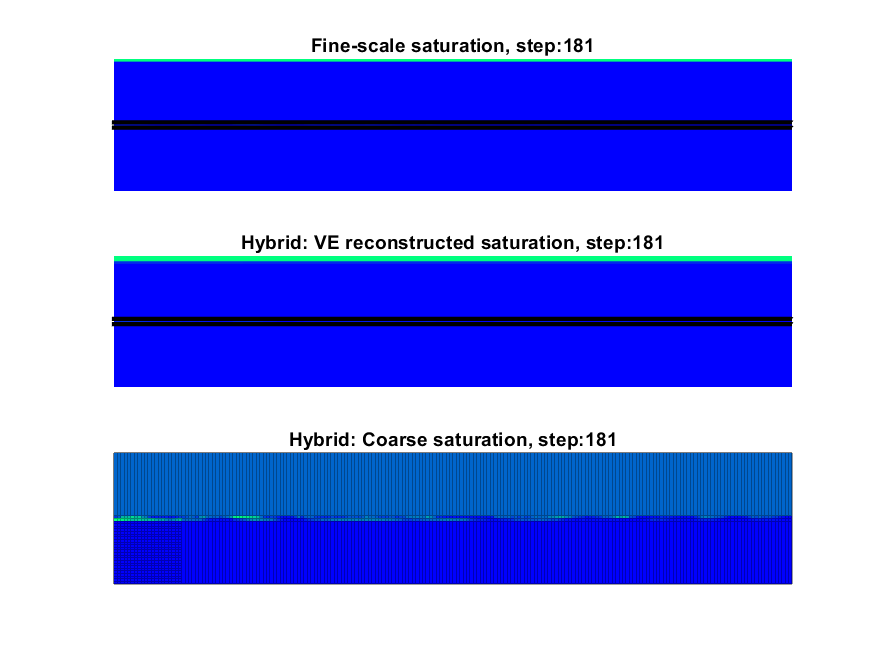 Fine-scale saturation, step:181
Hybrid: VE reconstructed saturation, step:181
Hybrid: Coarse saturation, step:181